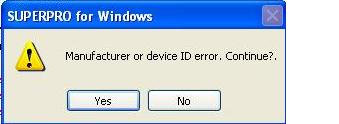 SUPERPRO for Windows
Manufacturer or device ID error. Continue?.
Yes No